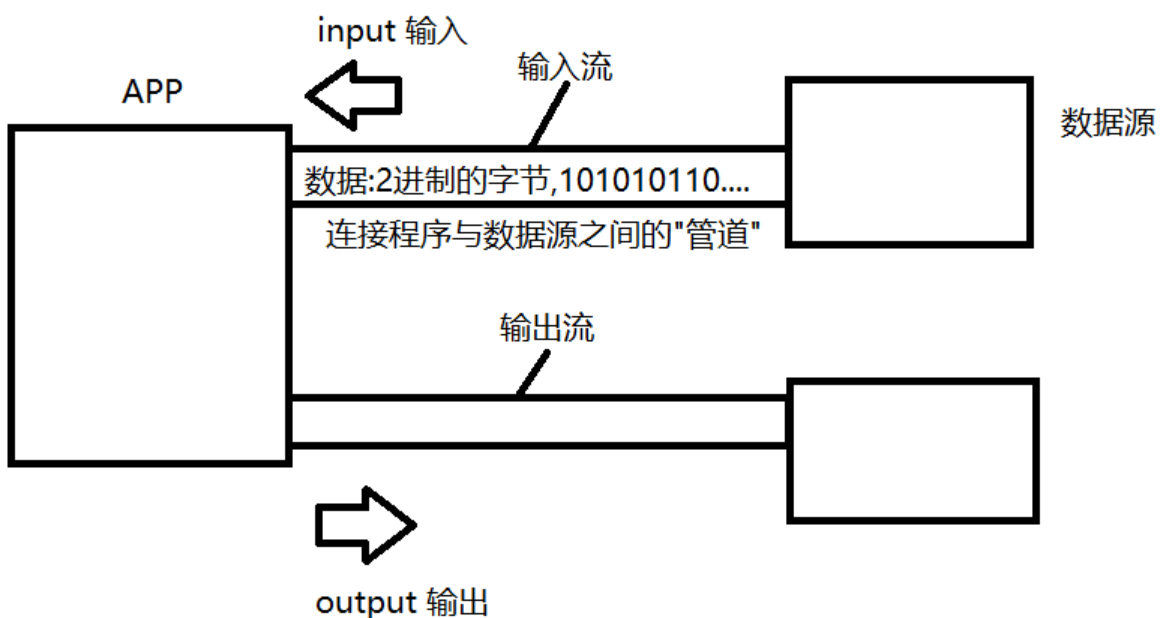 input 输入
输入流
APP
数据源
数据:2进制的字节,101010110....
连接程序与数据源之间的"管道"
输出流
output 输出